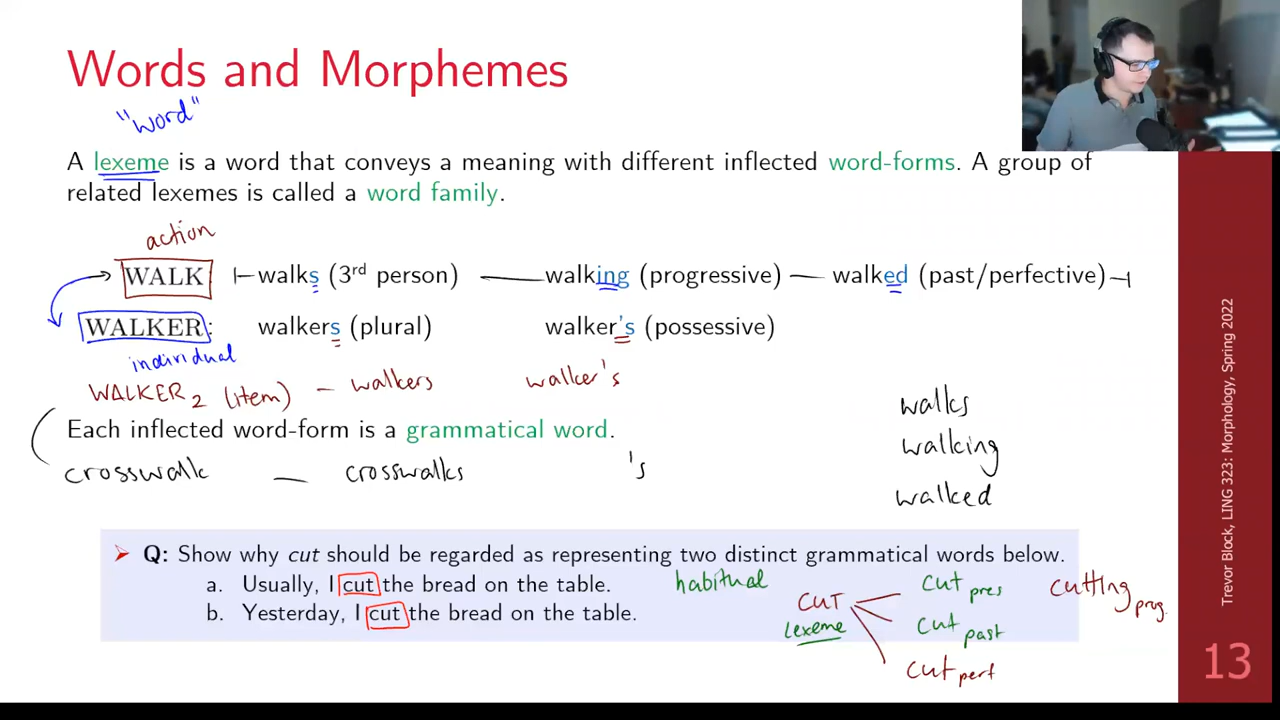 Words and Morphemes
"word"
A lexeme is a word that conveys a meaning with different inflected word-forms. A group of
related lexemes is called a word family.
action
WALK walks (3rd person) walking (progressive) walked (past/perfective)
WALKER: walkers (plural) walker's (possessive)
individual
WALKER 2 (item) – walkers walker's
walks
Each inflected word-form is a grammatical word.
walking
crosswalk — crosswalks 's
walked
Q: Show why cut should be regarded as representing two distinct grammatical words below.
a. Usually, I cut the bread on the table. habitual
b. Yesterday, I cut the bread on the table.
CUT
lexeme
cut pres
cut past
cut perf
cutting prog.
Trevor Block, LING 323: Morphology, Spring 2022
13